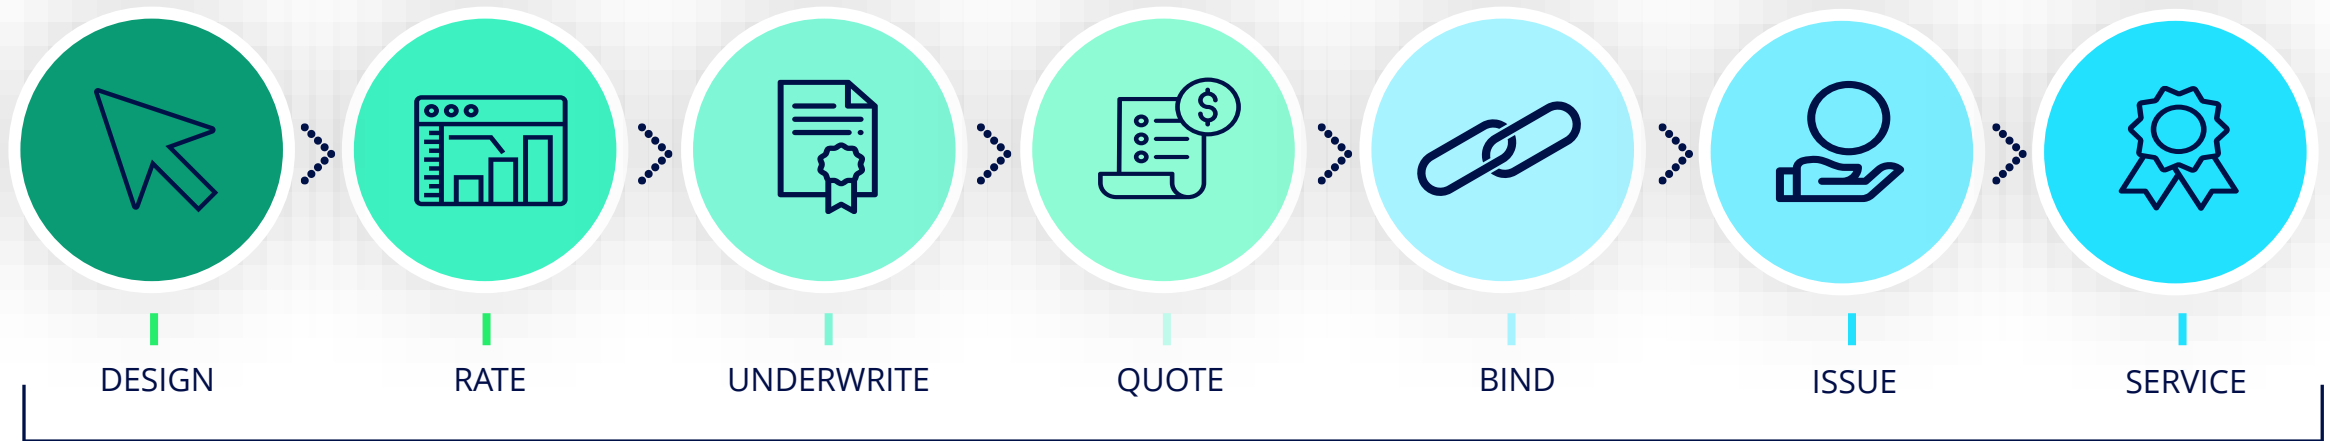 DESIGN
RATE
UNDERWRITE
$
QUOTE
BIND
ISSUE
SERVICE